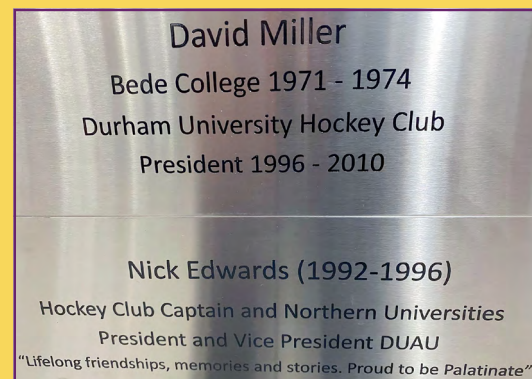 David Miller
Bede College 1971 - 1974
Durham University Hockey Club
President 1996 - 2010
Nick Edwards (1992-1996)
Hockey Club Captain and Northern Universities
President and Vice President DUAU
“Lifelong friendships, memories and stories. Proud to be Palatinate”